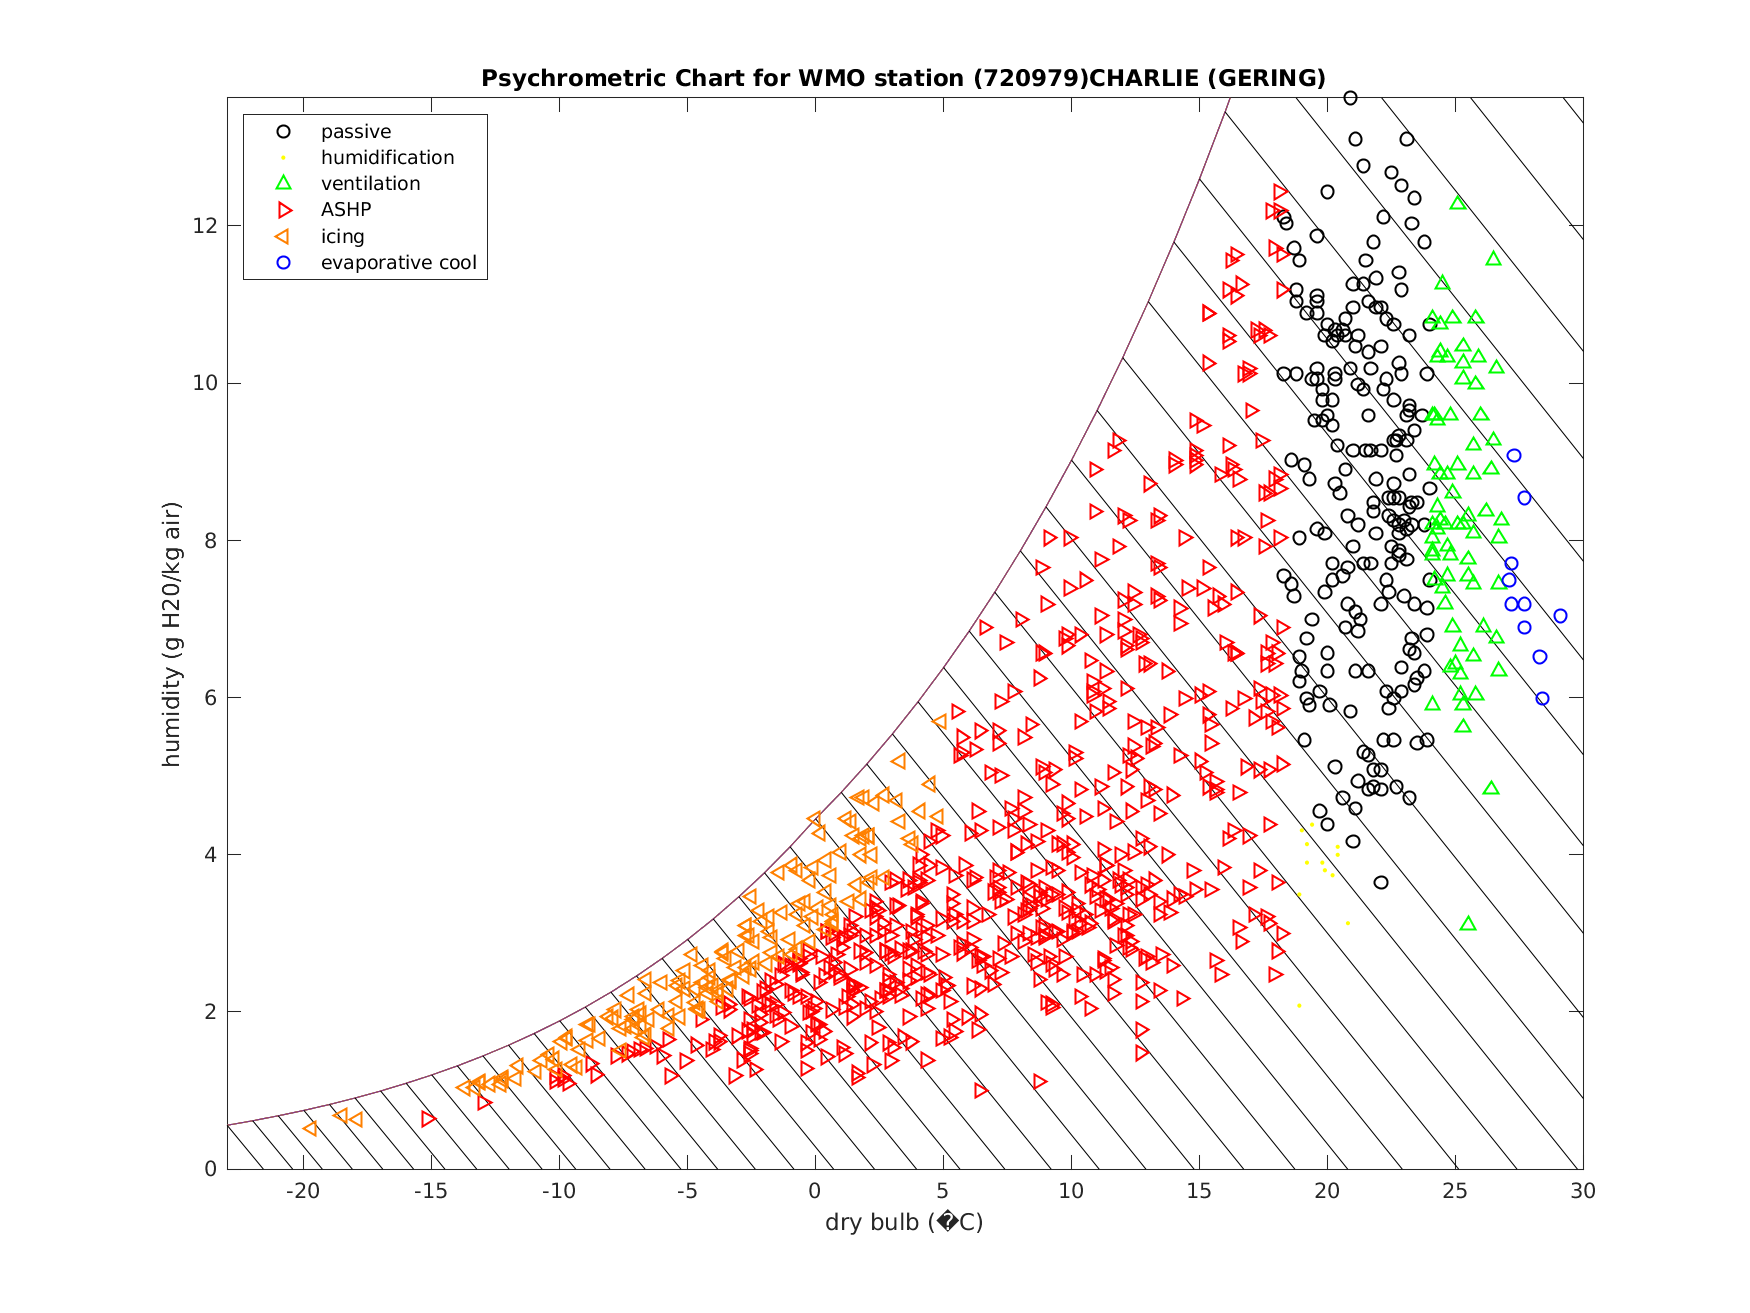 Psychrometric Chart for WMO station (720979)CHARLIE (GERING)
passive
humidification
ventilation
ASHP
icing
evaporative cool
humidity (g H20/kg air)
12
10
8
6
4
2
0
-20 -15 -10 -5 0 5 10 15 20 25 30
dry bulb (�C)